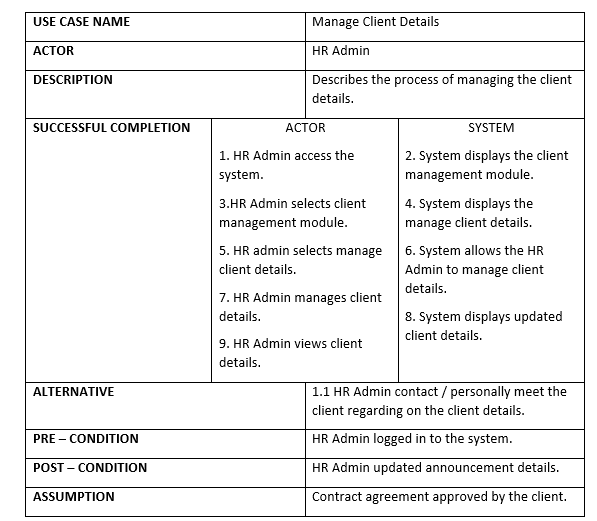 USE CASE NAME
Manage Client Details
ACTOR
HR Admin
DESCRIPTION
Describes the process of managing the client
details.
SUCCESSFUL COMPLETION
ACTOR
1. HR Admin access the
system.
3.HR Admin selects client
management module.
5. HR admin selects manage
client details.
7. HR Admin manages client
details.
9. HR Admin views client
details.
SYSTEM
2. System displays the client
management module.
4. System displays the
manage client details.
6. System allows the HR
Admin to manage client
details.
8. System displays updated
client details.
ALTERNATIVE
1.1 HR Admin contact / personally meet the
client regarding on the client details.
PRE – CONDITION
HR Admin logged in to the system.
POST – CONDITION
HR Admin updated announcement details.
ASSUMPTION
Contract agreement approved by the client.